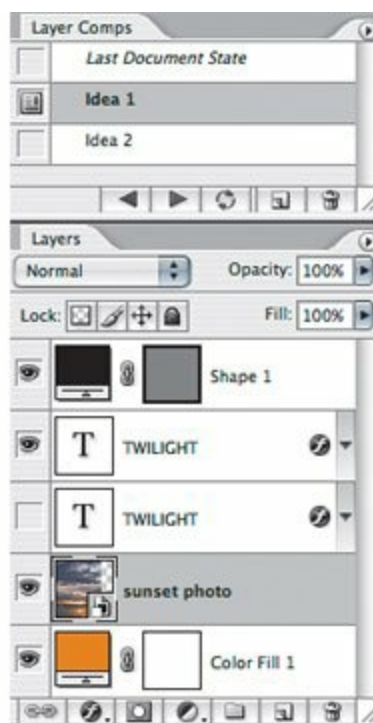 Layer Comps
Last Document State
Idea 1
Idea 2
Layers
Normal Opacity: 100%
Lock: Fill: 100%
Shape 1
T TWILIGHT
T TWILIGHT
sunset photo
Color Fill 1